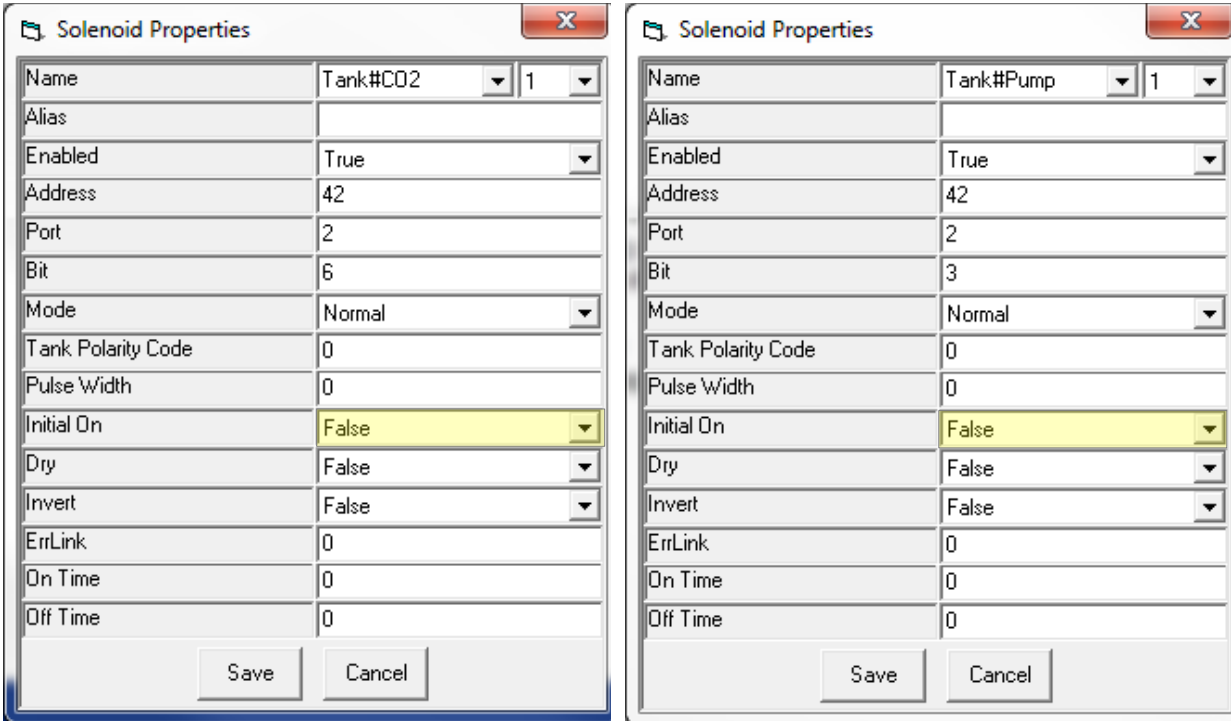 Solenoid Properties
Name Tank#CO2 1
Alias
Enabled True
Address 42
Port 2
Bit 6
Mode Normal
Tank Polarity Code 0
Pulse Width 0
Initial On False
Dry False
Invert False
ErrLink 0
On Time 0
Off Time 0
Save Cancel
Solenoid Properties
Name Tank#Pump 1
Alias
Enabled True
Address 42
Port 2
Bit 3
Mode Normal
Tank Polarity Code 0
Pulse Width 0
Initial On False
Dry False
Invert False
ErrLink 0
On Time 0
Off Time 0
Save Cancel